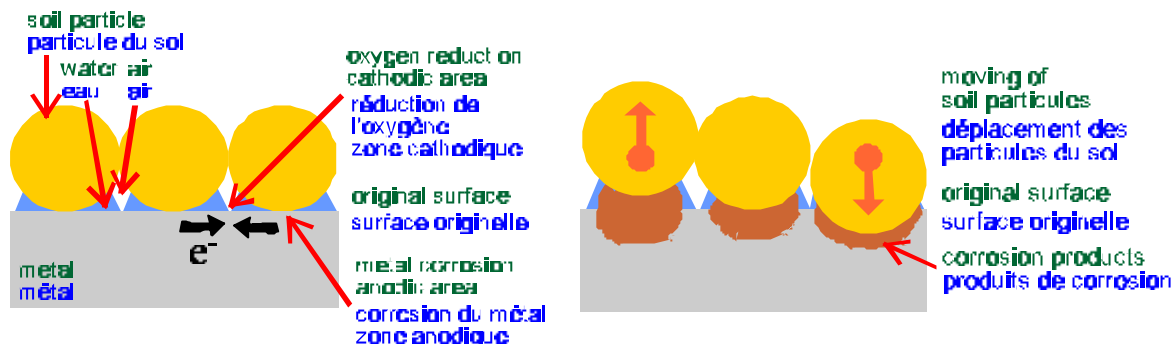 soil particle
particule du sol
water air
eau air
oxygen reduction
cathodic area
réduction de
l'oxygène
zone cathodique
original surface
surface originelle
e-
metal
métal
metal corrosion
anodic area
corrosion du métal
zone anodique
moving of
soil particules
déplacement des
particules du sol
original surface
surface originelle
corrosion products
produits de corrosion